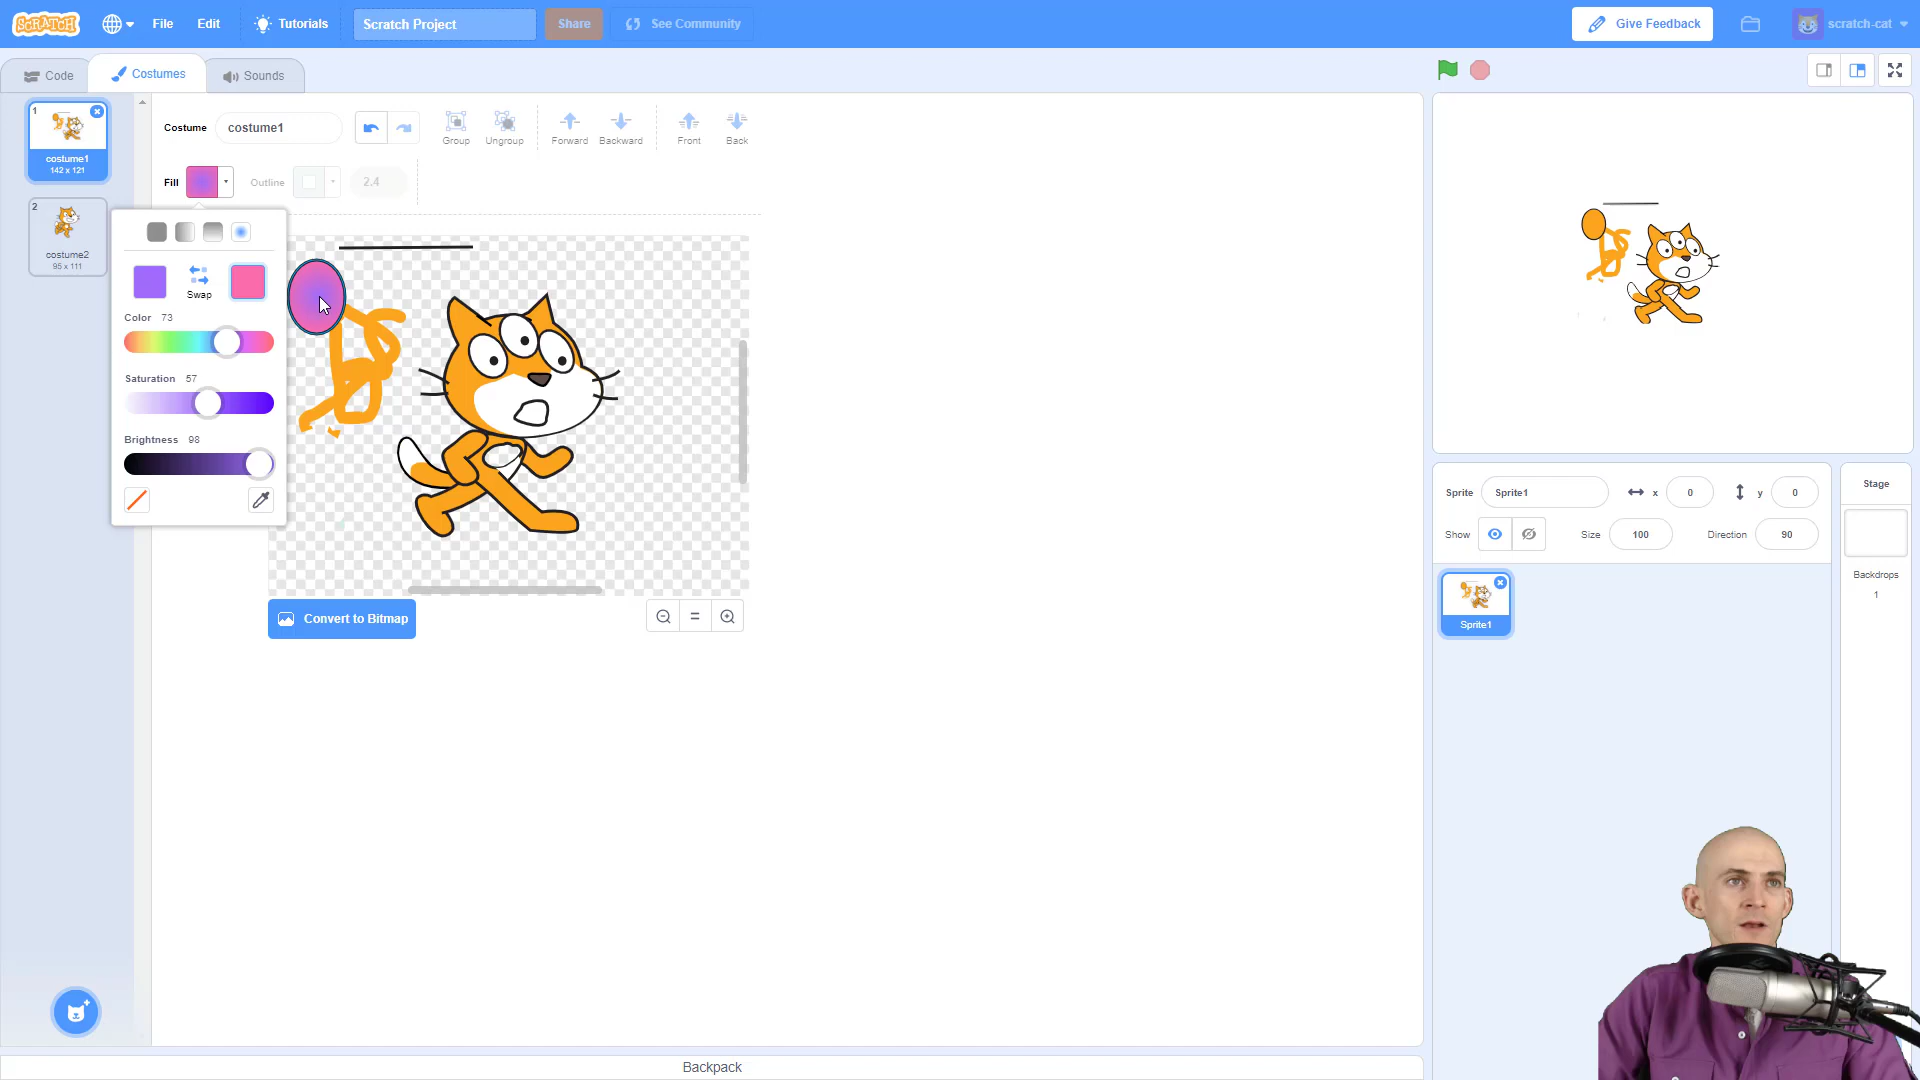 SCRATCH File Edit Tutorials Scratch Project Share See Community Give Feedback scratch-cat
Code Costumes Sounds
1
costume1
142 x 121
2
costume2
95 x 111
Costume costume1 Group Ungroup Forward Backward Front Back
Fill Outline 2.4
Swap
Color 73
Saturation 57
Brightness 98
Convert to Bitmap
Backpack
Sprite Sprite1 x 0 y 0
Show Size 100 Direction 90
Sprite1
Stage
Backdrops
1